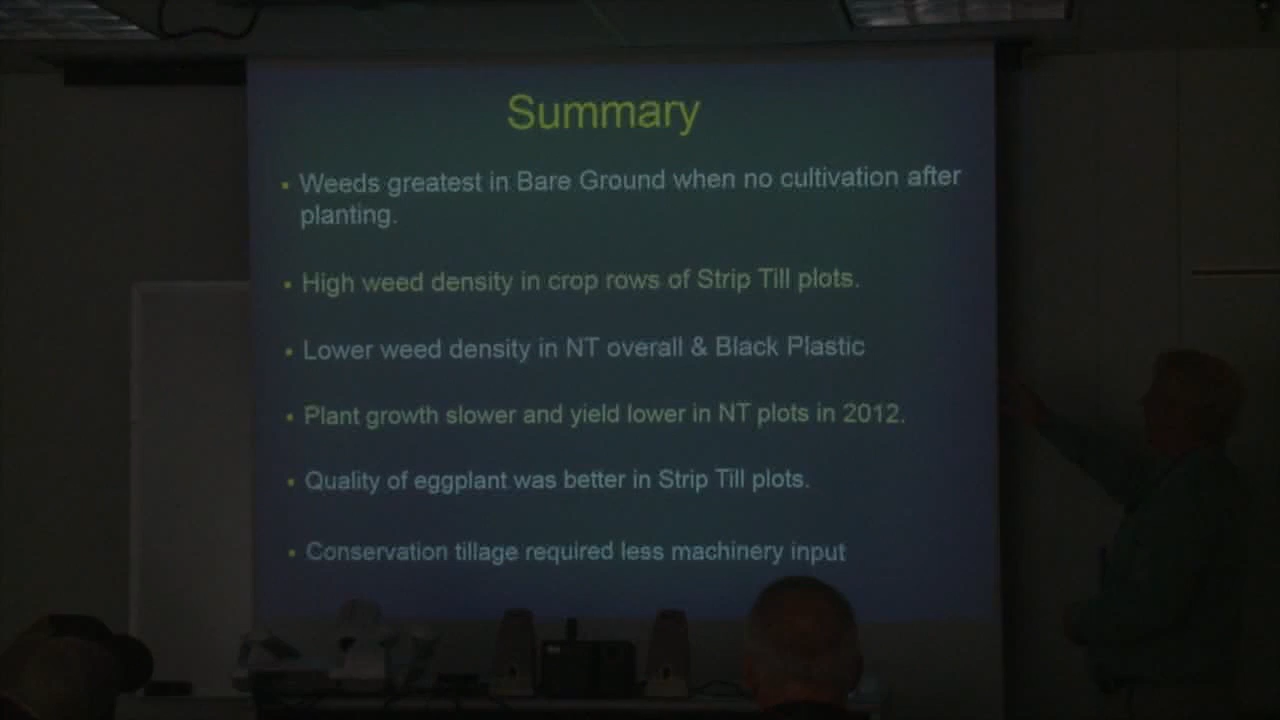 Summary
▪ Weeds greatest in Bare Ground when no cultivation after
planting.
▪ High weed density in crop rows of Strip Till plots.
▪ Lower weed density in NT overall & Black Plastic
▪ Plant growth slower and yield lower in NT plots in 2012.
▪ Quality of eggplant was better in Strip Till plots.
▪ Conservation tillage required less machinery input